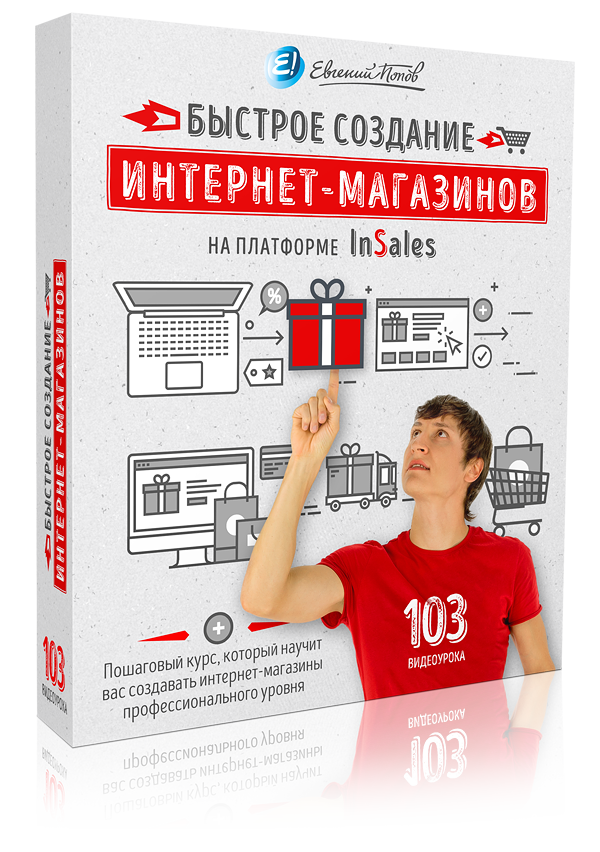 Е!
Евгений Попов
БЫСТРОЕ СОЗДАНИЕ
ИНТЕРНЕТ-МАГАЗИНОВ
НА ПЛАТФОРМЕ InSales
%
103
ВИДЕОУРОКА
Пошаговый курс, который научит
вас создавать интернет-магазины
профессионального уровня
БЫСТРОЕ СОЗДАНИЕ
ИНТЕРНЕТ-МАГАЗИНОВ
103
ВИДЕОУРОКА